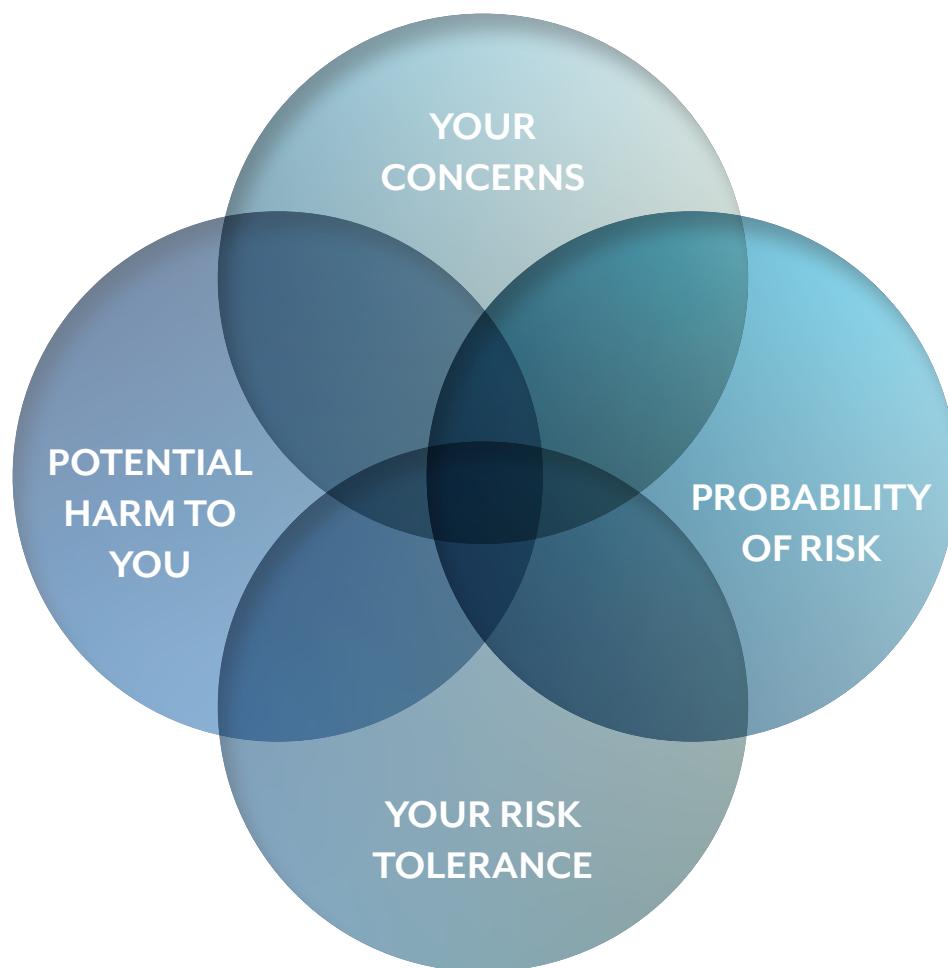 YOUR
CONCERNS
POTENTIAL
HARM TO
YOU
PROBABILITY
OF RISK
YOUR RISK
TOLERANCE